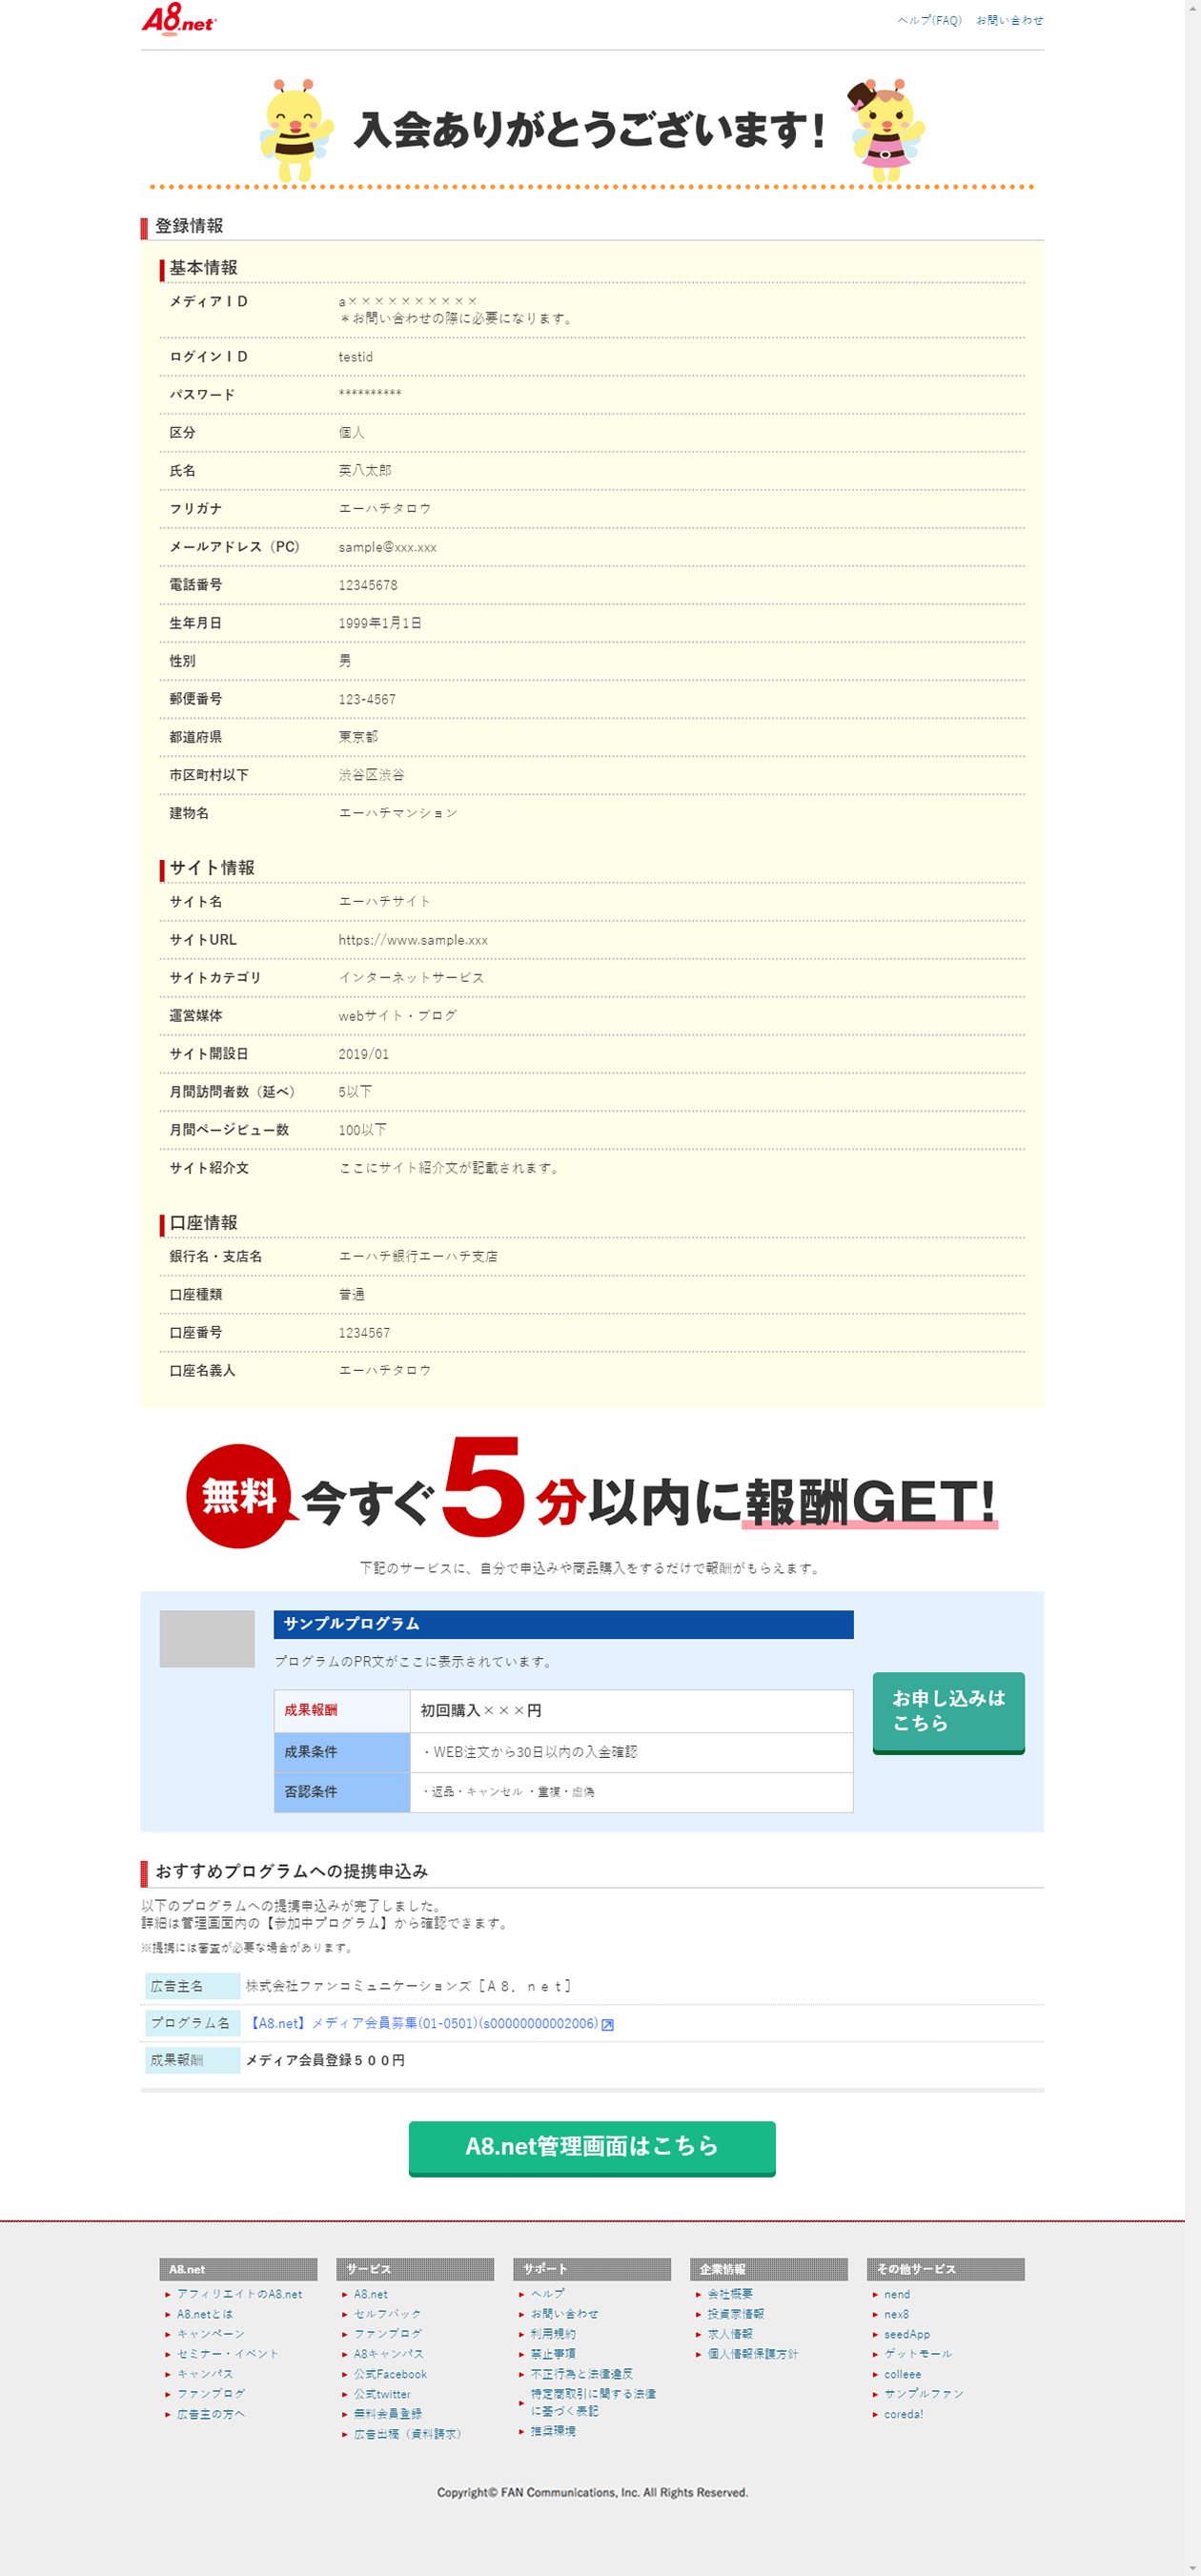 A8.net
ヘルプ(FAQ)　お問い合わせ
入会ありがとうございます!
登録情報
基本情報
メディアＩＤ　a××××××××××
＊お問い合わせの際に必要になります。
ログインＩＤ　testid
パスワード　**********
区分　個人
氏名　英八太郎
フリガナ　エーハチタロウ
メールアドレス（PC）　sample@xxx.xxx
電話番号　12345678
生年月日　1999年1月1日
性別　男
郵便番号　123-4567
都道府県　東京都
市区町村以下　渋谷区渋谷
建物名　エーハチマンション
サイト情報
サイト名　エーハチサイト
サイトURL　https://www.sample.xxx
サイトカテゴリ　インターネットサービス
運営媒体　webサイト・ブログ
サイト開設日　2019/01
月間訪問者数（延べ）　5以下
月間ページビュー数　100以下
サイト紹介文　ここにサイト紹介文が記載されます。
口座情報
銀行名・支店名　エーハチ銀行エーハチ支店
口座種類　普通
口座番号　1234567
口座名義人　エーハチタロウ
無料 今すぐ5分以内に報酬GET!
下記のサービスに、自分で申込みや商品購入をするだけで報酬がもらえます。
サンプルプログラム
プログラムのPR文がここに表示されています。
成果報酬　初回購入×××円
成果条件　・WEB注文から30日以内の入金確認
否認条件　・返品・キャンセル ・重複・虚偽
お申し込みは
こちら
おすすめプログラムへの提携申込み
以下のプログラムへの提携申込みが完了しました。
詳細は管理画面内の【参加中プログラム】から確認できます。
※提携には審査が必要な場合があります。
広告主名　株式会社ファンコミュニケーションズ［Ａ８．ｎｅｔ］
プログラム名　【A8.net】メディア会員募集(01-0501)(s00000000002006)
成果報酬　メディア会員登録５００円
A8.net管理画面はこちら
A8.net
アフィリエイトのA8.net
A8.netとは
キャンペーン
セミナー・イベント
キャンパス
ファンブログ
広告主の方へ
サービス
A8.net
セルフバック
ファンブログ
A8キャンパス
公式Facebook
公式twitter
無料会員登録
広告出稿（資料請求）
サポート
ヘルプ
お問い合わせ
利用規約
禁止事項
不正行為と法律違反
特定商取引に関する法律
に基づく表記
推奨環境
企業情報
会社概要
投資家情報
求人情報
個人情報保護方針
その他サービス
nend
nex8
seedApp
ゲットモール
colleee
サンプルファン
coreda!
Copyright© FAN Communications, Inc. All Rights Reserved.